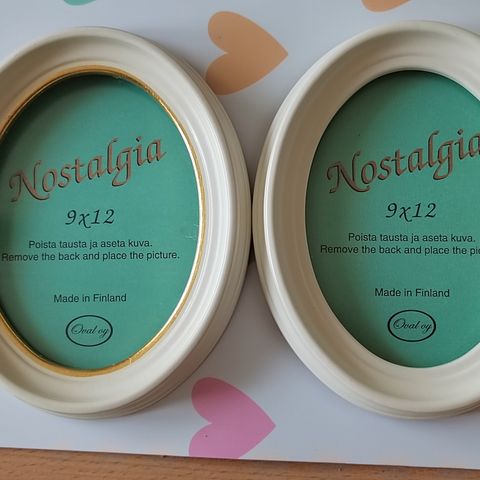 Nostalgia
9x12
Poista tausta ja aseta kuva.
Remove the back and place the picture.
Made in Finland
Oval oy
Nostalgia
9x12
Poista tausta ja aseta kuva.
Remove the back and place the
Made in Finland
Oval oy